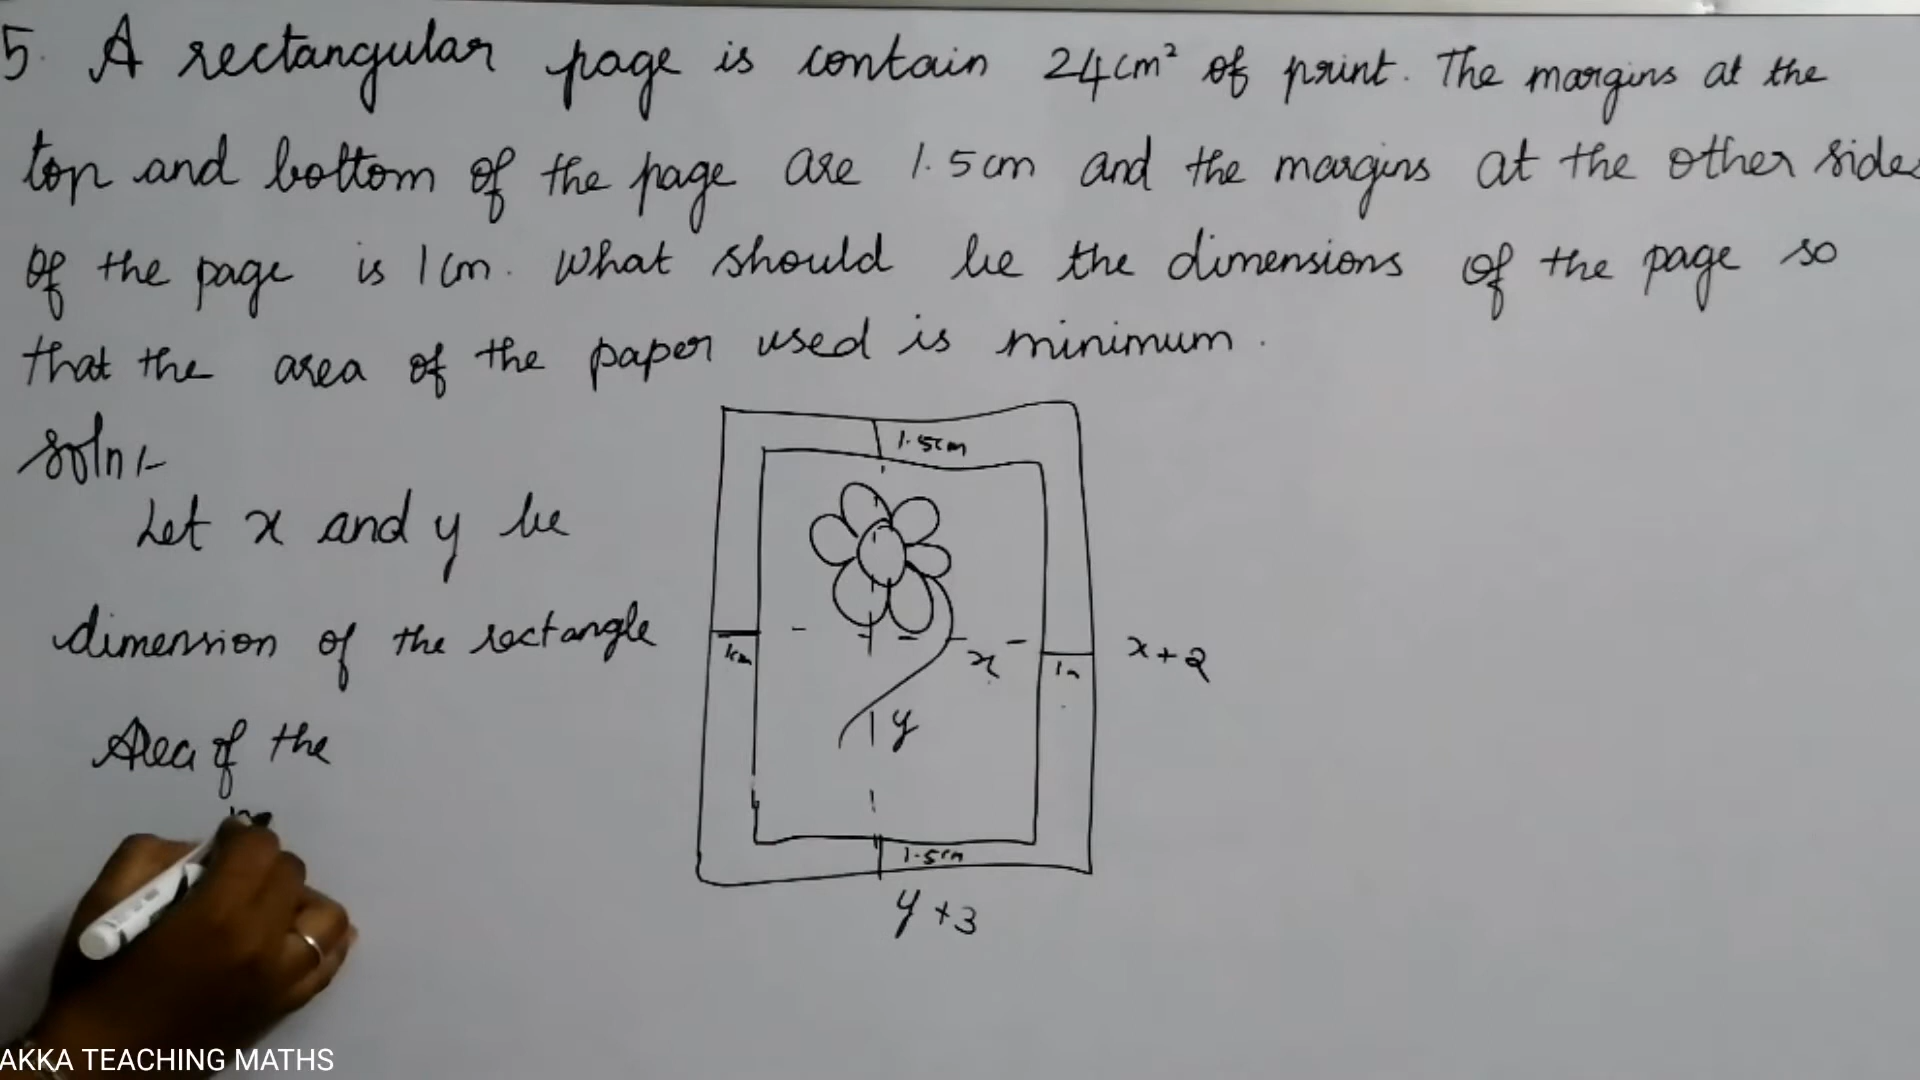 5. A rectangular page is contain 24cm² of print. The margins at the
top and bottom of the page are 1.5cm and the margins at the other sides
of the page is 1cm. What should be the dimensions of the page so
that the area of the paper used is minimum.
Soln:-
Let x and y be
dimension of the rectangle
Area of the
1.5cm
x
x+2
y
1.5cm
y+3
AKKA TEACHING MATHS